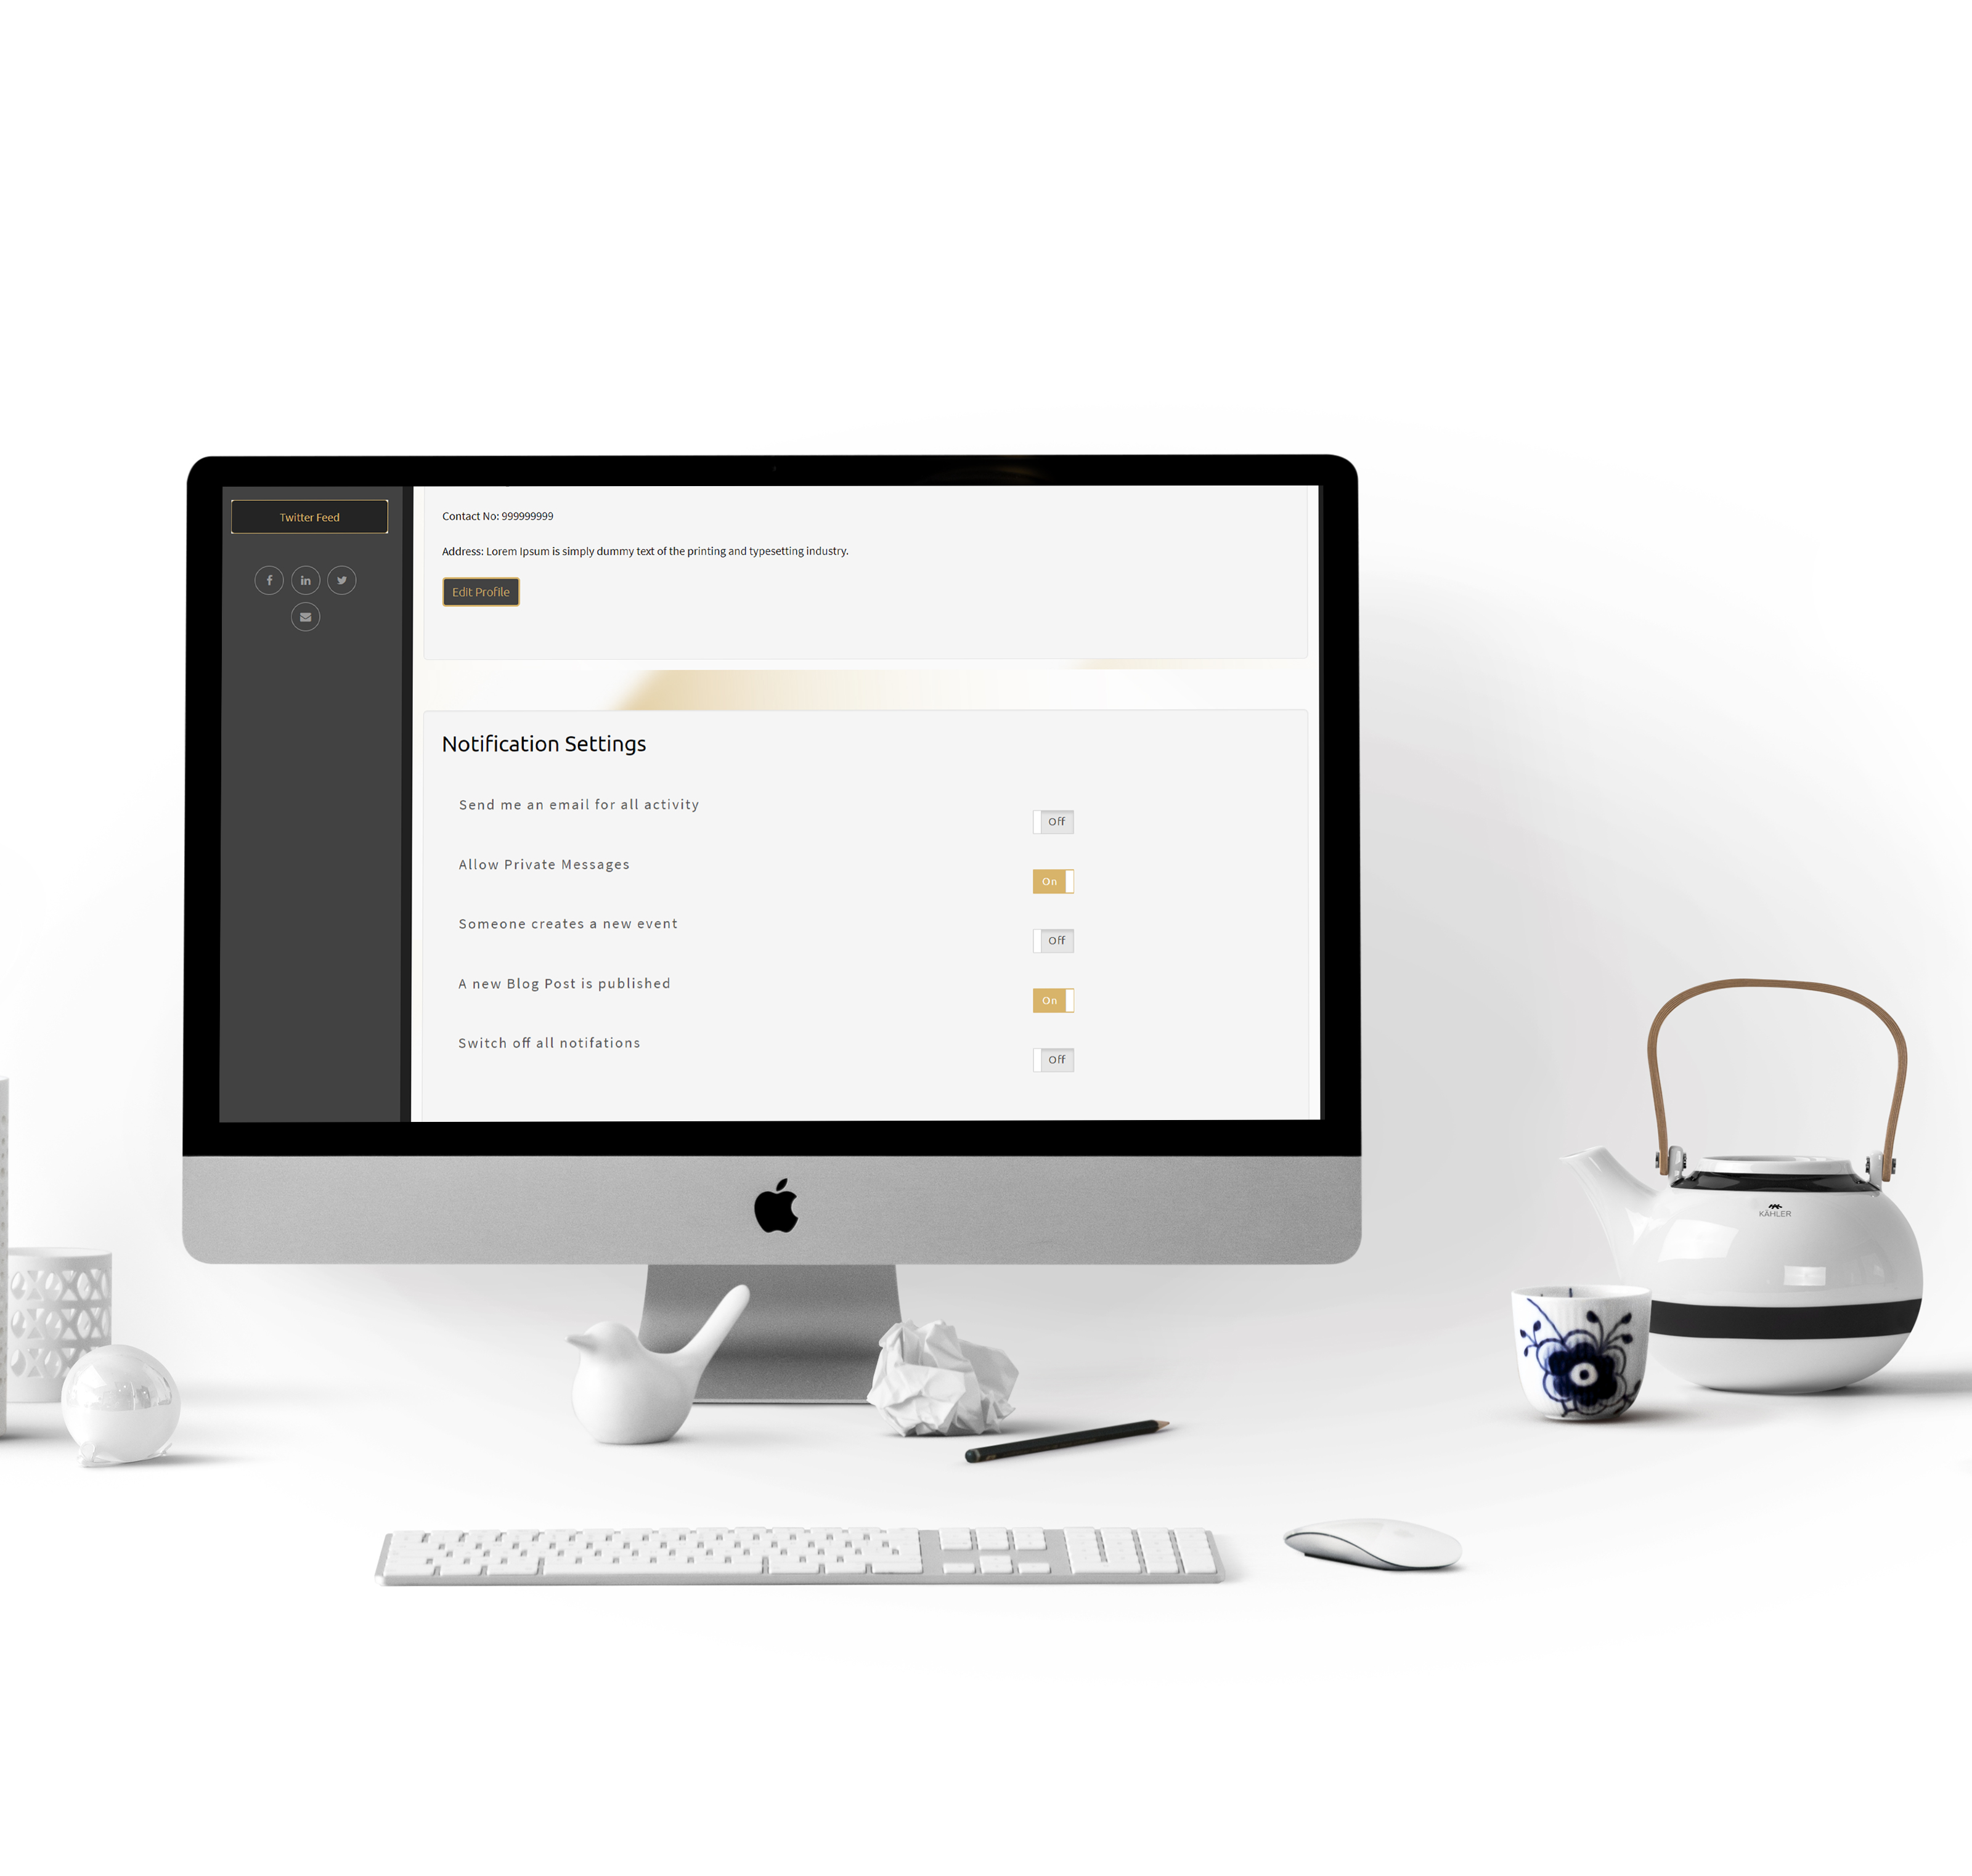 Twitter Feed
Contact No: 999999999
Address: Lorem Ipsum is simply dummy text of the printing and typesetting industry.
Edit Profile
Notification Settings
Send me an email for all activity
Off
Allow Private Messages
On
Someone creates a new event
Off
A new Blog Post is published
On
Switch off all notifations
Off
KÄHLER